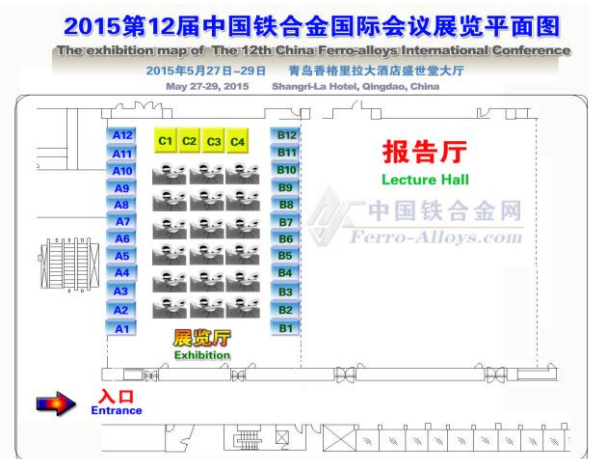 2015第12届中国铁合金国际会议展览平面图
The exhibition map of The 12th China Ferro-alloys International Conference
2015年5月27日-29日 青岛香格里拉大酒店盛世堂大厅
May 27-29, 2015 Shangri-La Hotel, Qingdao, China
A12 C1 C2 C3 C4 B12
A11 B11
A10 B10
A9 B9
A8 B8
A7 B7
A6 B6
A5 B5
A4 B4
A3 B3
A2 B2
A1 B1
展览厅
Exhibition
报告厅
Lecture Hall
中国铁合金网
Ferro-Alloys.com
入口
Entrance